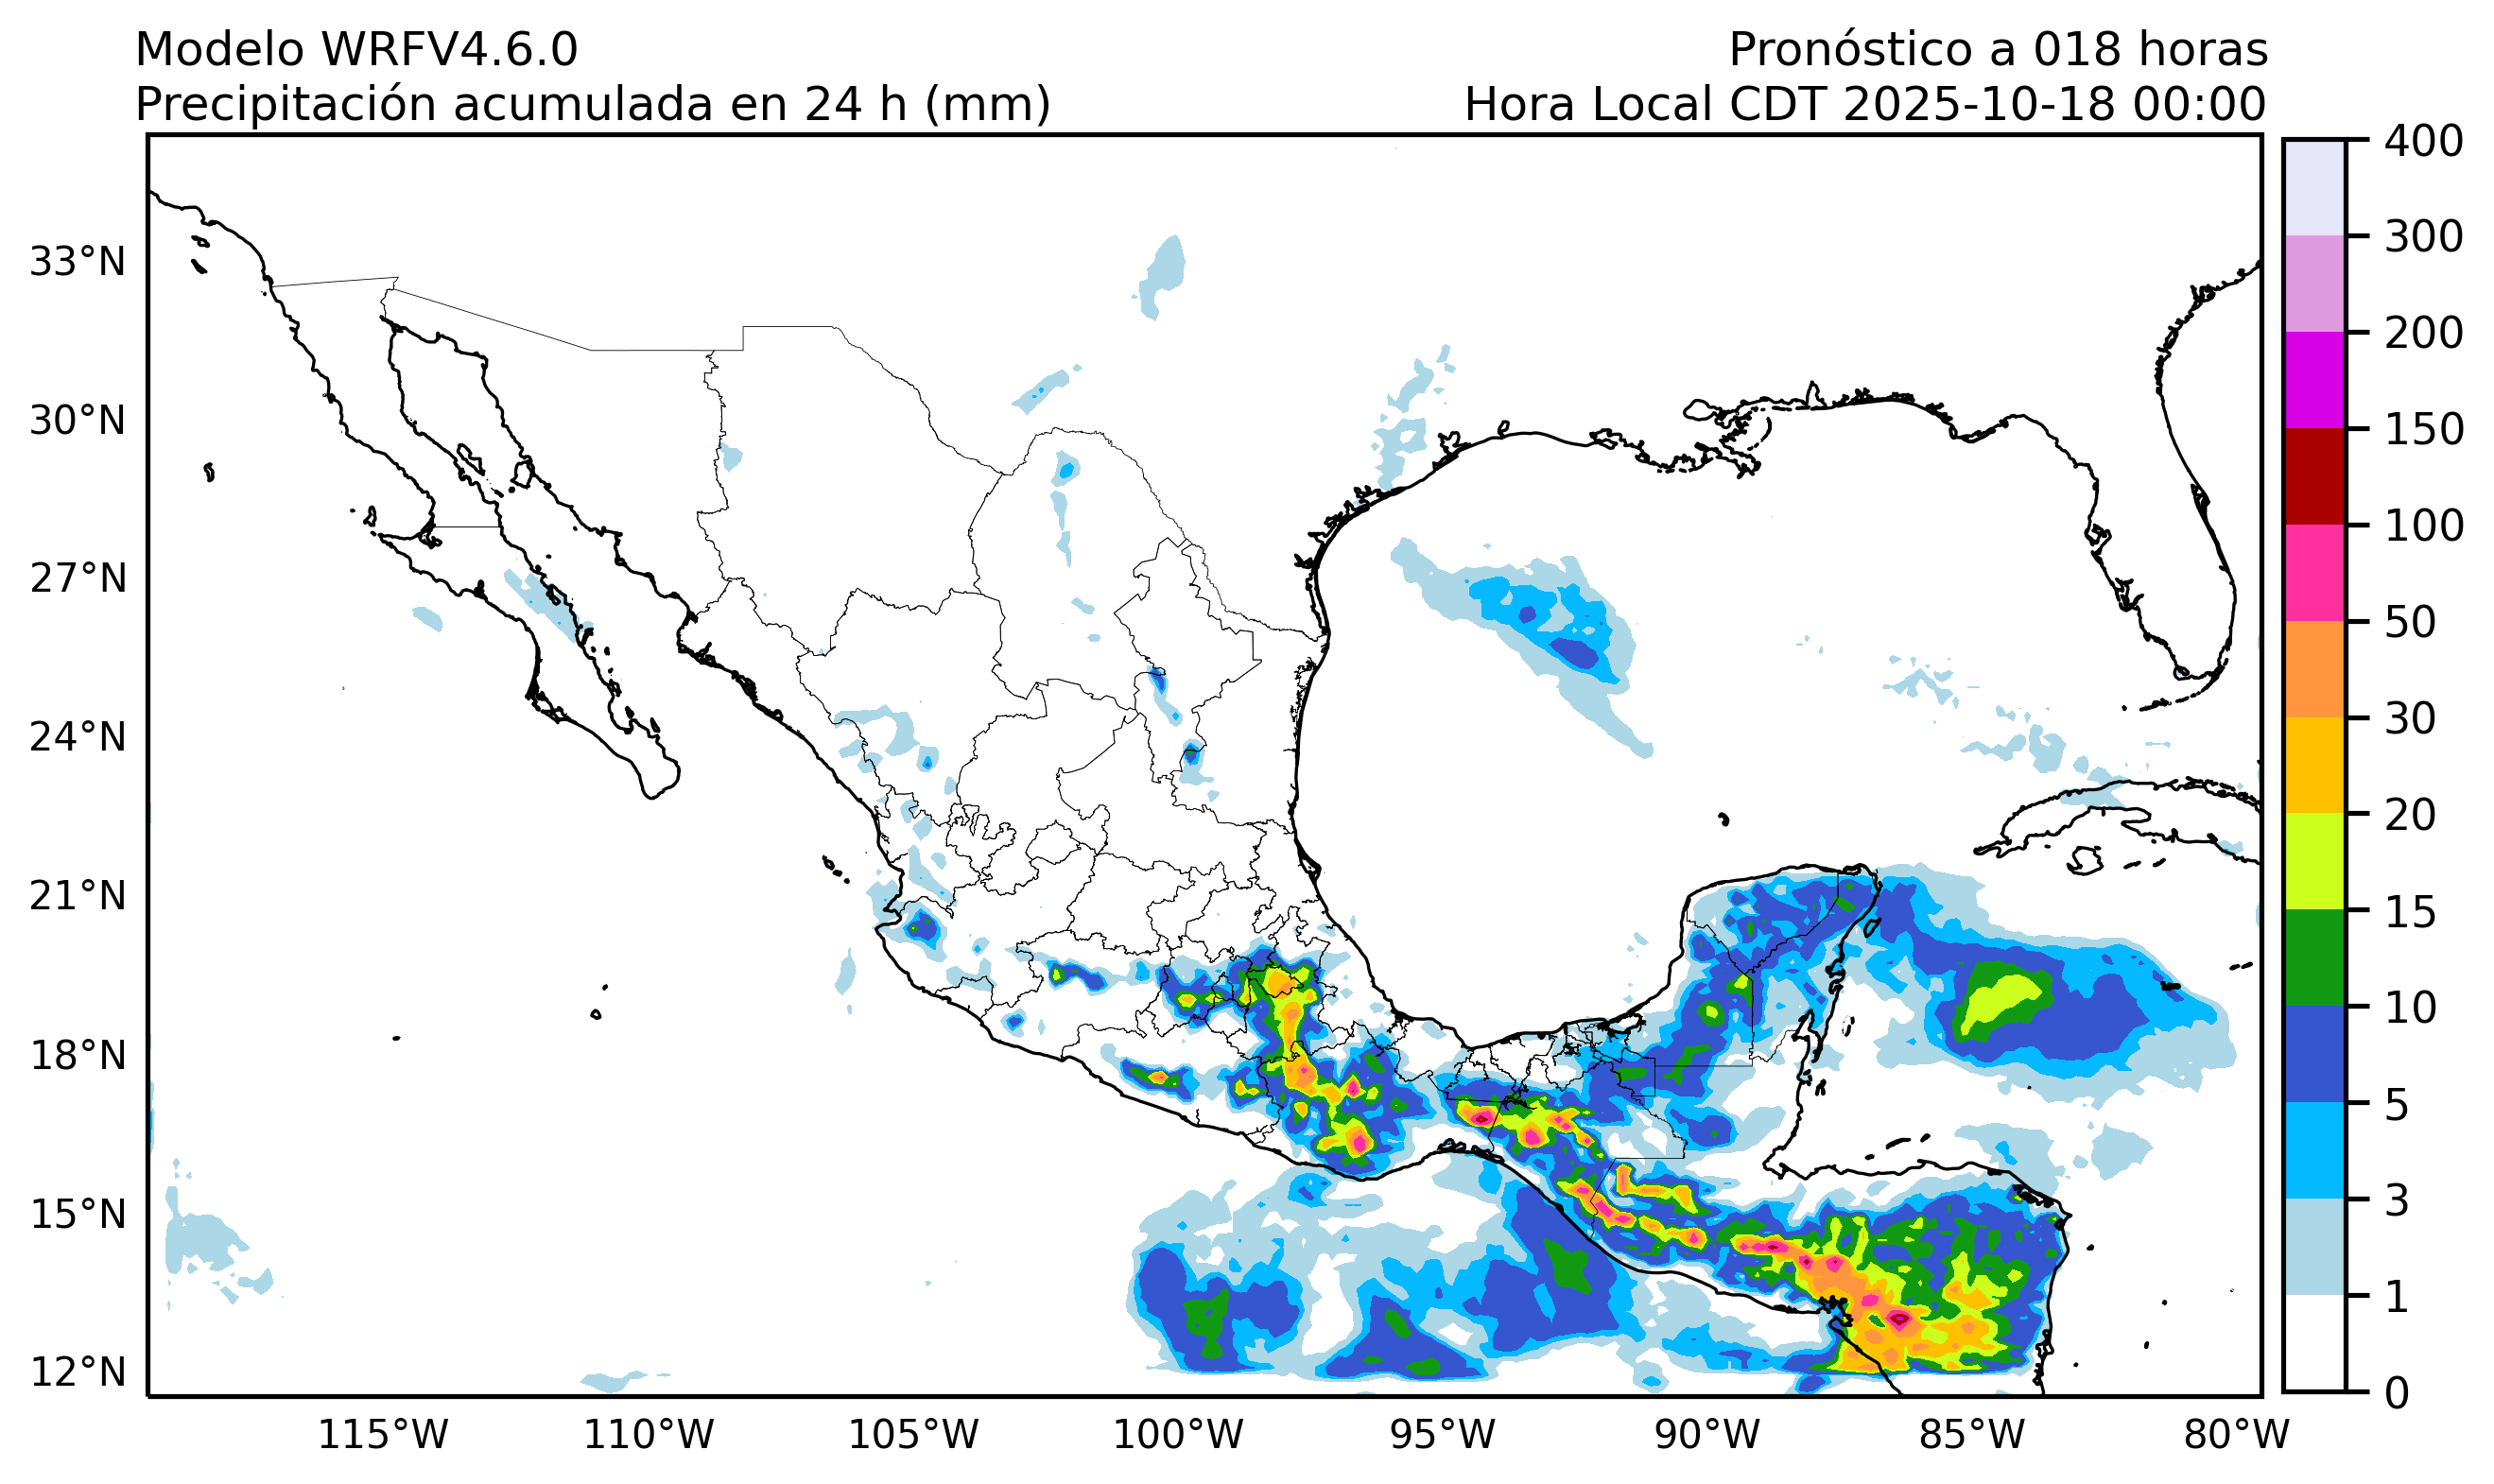 Modelo WRFV4.6.0
Pronóstico a 018 horas
Precipitación acumulada en 24 h (mm)
Hora Local CDT 2025-10-18 00:00
400
300
200
150
100
50
30
20
15
10
5
3
1
0
33°N
30°N
27°N
24°N
21°N
18°N
15°N
12°N
115°W
110°W
105°W
100°W
95°W
90°W
85°W
80°W